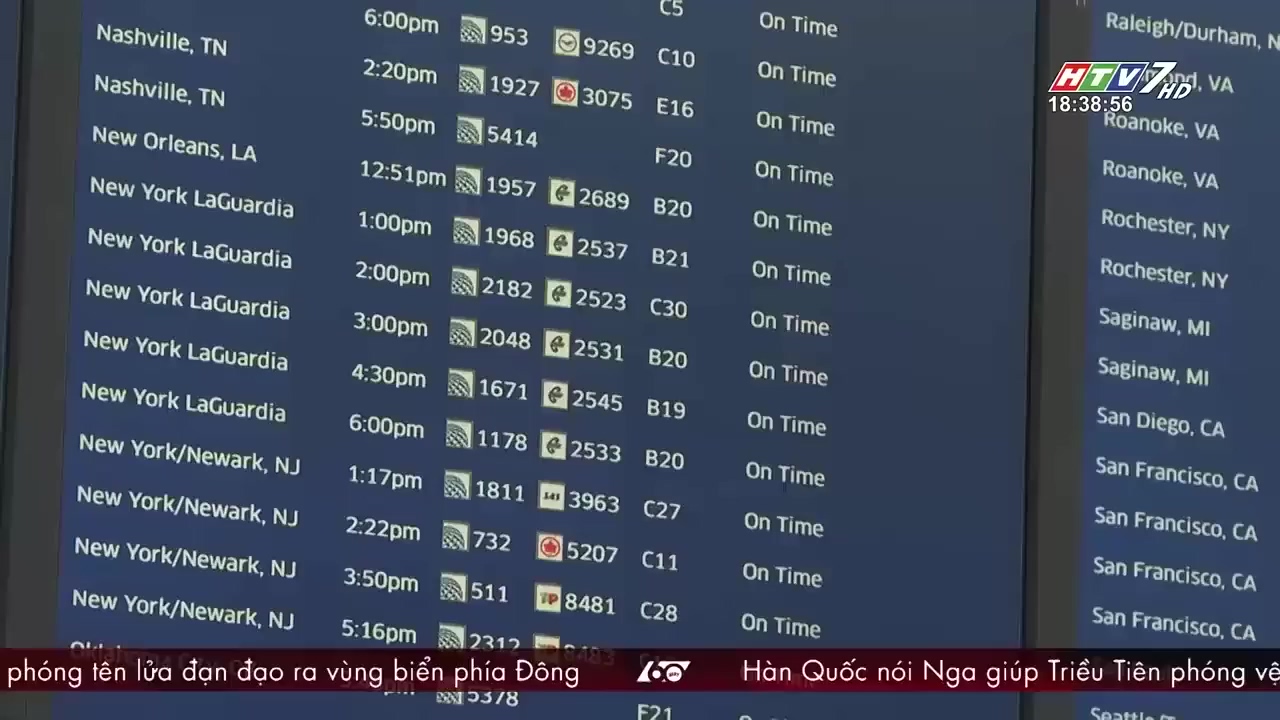 C5 On Time
6:00pm 953 9269 C10 On Time
Nashville, TN 2:20pm 1927 3075 E16 On Time
Nashville, TN 5:50pm 5414 F20 On Time
New Orleans, LA 12:51pm 1957 2689 B20 On Time
New York LaGuardia 1:00pm 1968 2537 B21 On Time
New York LaGuardia 2:00pm 2182 2523 C30 On Time
New York LaGuardia 3:00pm 2048 2531 B20 On Time
New York LaGuardia 4:30pm 1671 2545 B19 On Time
New York LaGuardia 6:00pm 1178 2533 B20 On Time
New York/Newark, NJ 1:17pm 1811 SAS 3963 C27 On Time
New York/Newark, NJ 2:22pm 732 5207 C11 On Time
New York/Newark, NJ 3:50pm 511 TP 8481 C28 On Time
New York/Newark, NJ 5:16pm 2312 8483
5378 F21 On Time
Raleigh/Durham, N
VA
Roanoke, VA
Roanoke, VA
Rochester, NY
Rochester, NY
Saginaw, MI
Saginaw, MI
San Diego, CA
San Francisco, CA
San Francisco, CA
San Francisco, CA
San Francisco, CA
Seattle
HTV7 HD
18:38:56
phóng tên lửa đạn đạo ra vùng biển phía Đông 60 giây Hàn Quốc nói Nga giúp Triều Tiên phóng vệ